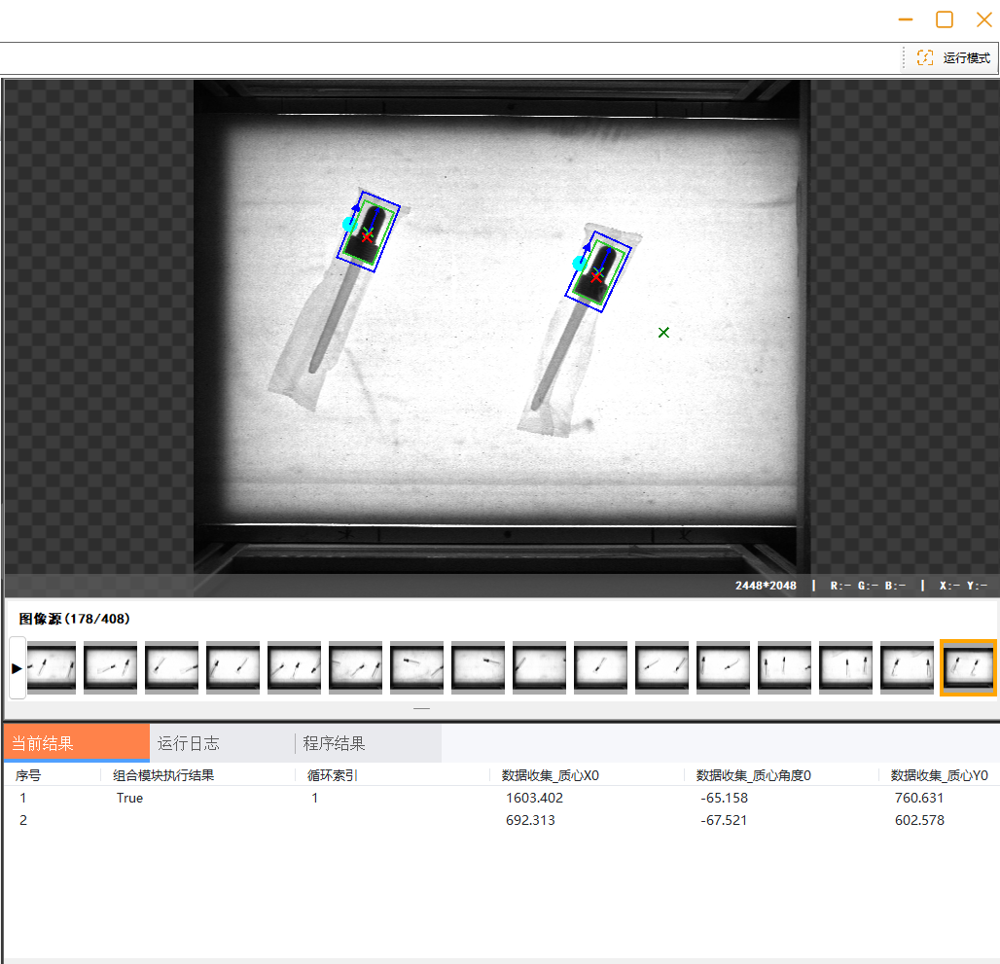 运行模式
2448*2048 | R:- G:- B:- | X:- Y:-
图像源(178/408)
当前结果 运行日志 程序结果
序号 组合模块执行结果 循环索引 数据收集_质心X0 数据收集_质心角度0 数据收集_质心Y0
1 True 1 1603.402 -65.158 760.631
2 692.313 -67.521 602.578